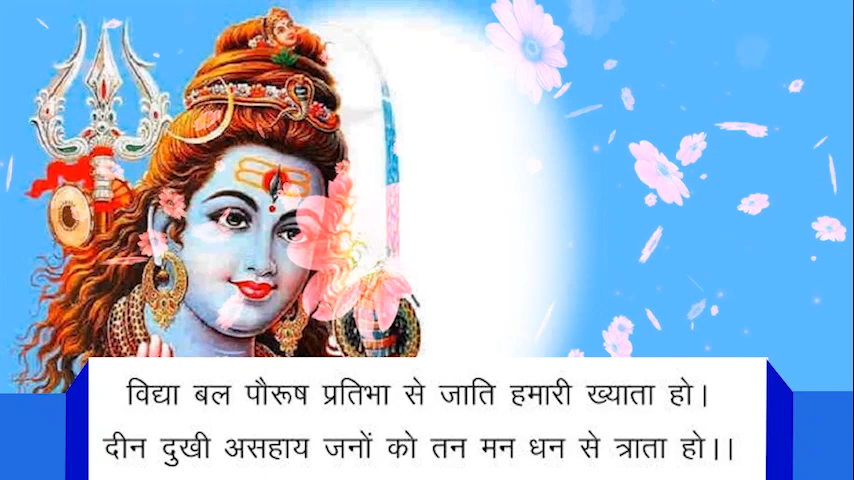 विद्या बल पौरूष प्रतिभा से जाति हमारी ख्याता हो।
दीन दुखी असहाय जनों को तन मन धन से त्राता हो।।